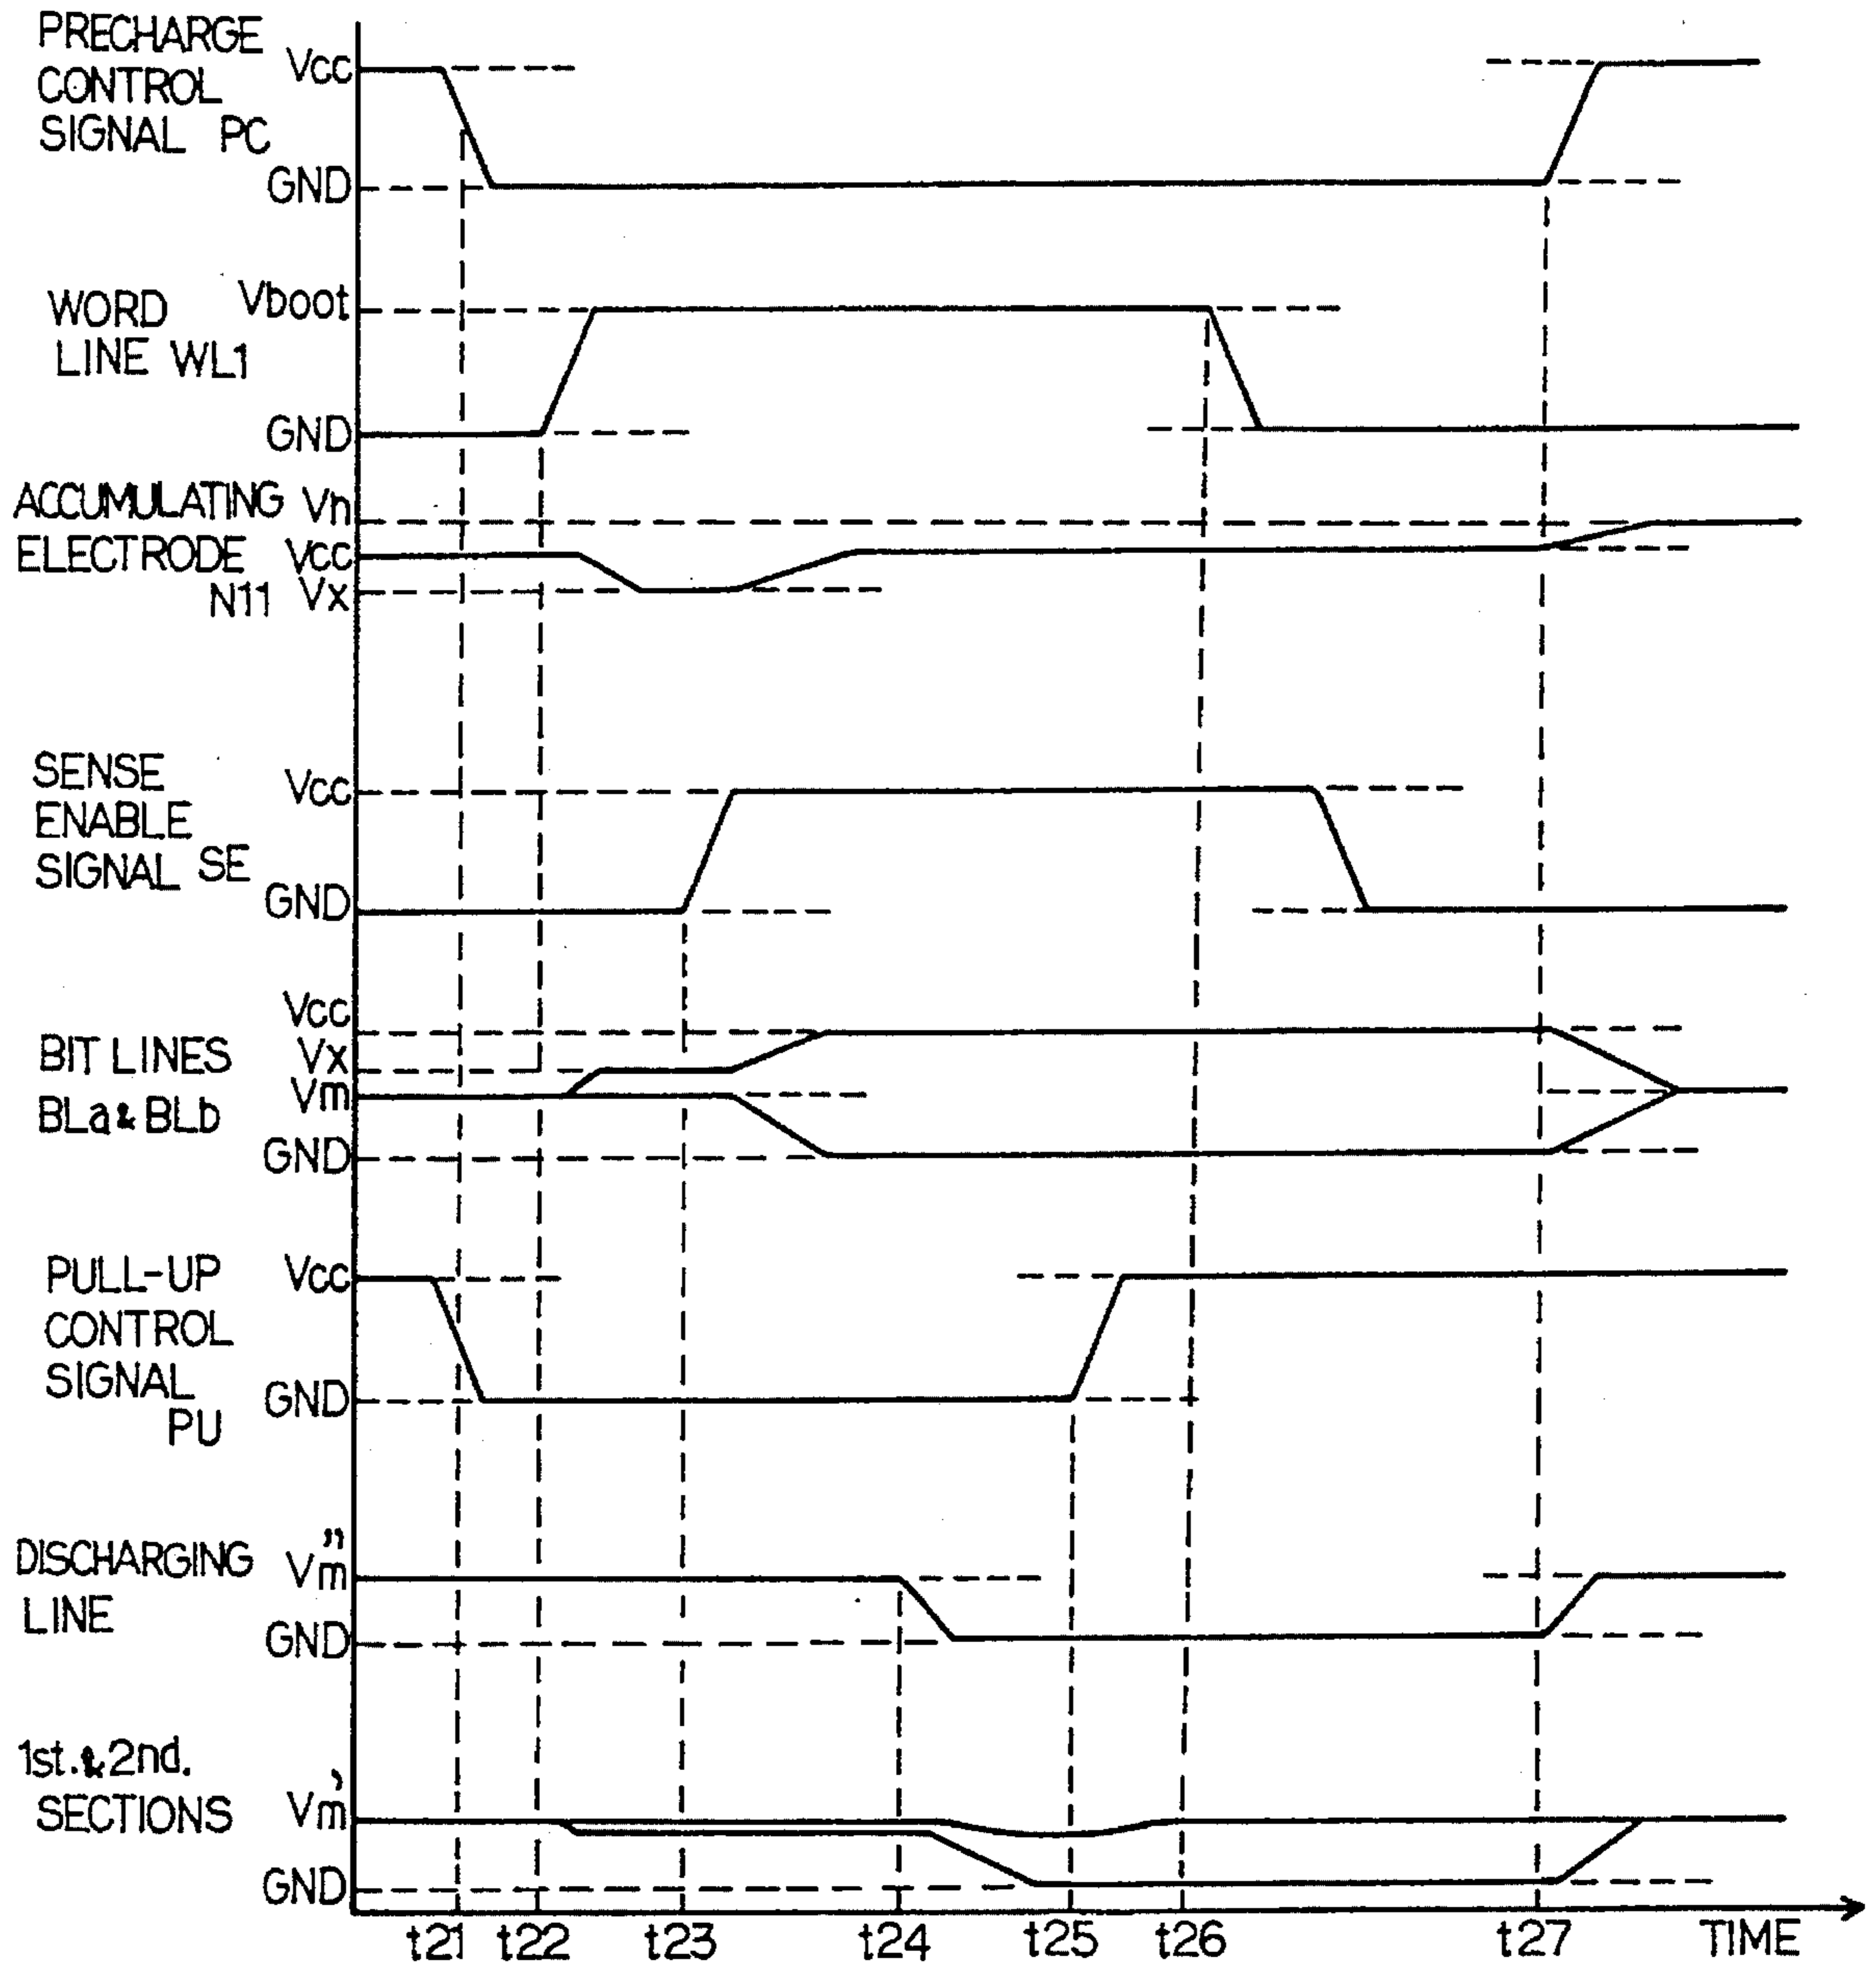 PRECHARGE
CONTROL
SIGNAL PC
Vcc
GND
WORD
LINE WL1
Vboot
GND
ACCUMULATING
ELECTRODE
N11
Vn
Vcc
Vx
SENSE
ENABLE
SIGNAL SE
Vcc
GND
BIT LINES
BLa & BLb
Vcc
Vx
Vm
GND
PULL-UP
CONTROL
SIGNAL
PU
Vcc
GND
DISCHARGING
LINE
Vm"
GND
1st. & 2nd.
SECTIONS
Vm'
GND
t21 t22 t23 t24 t25 t26 t27 TIME